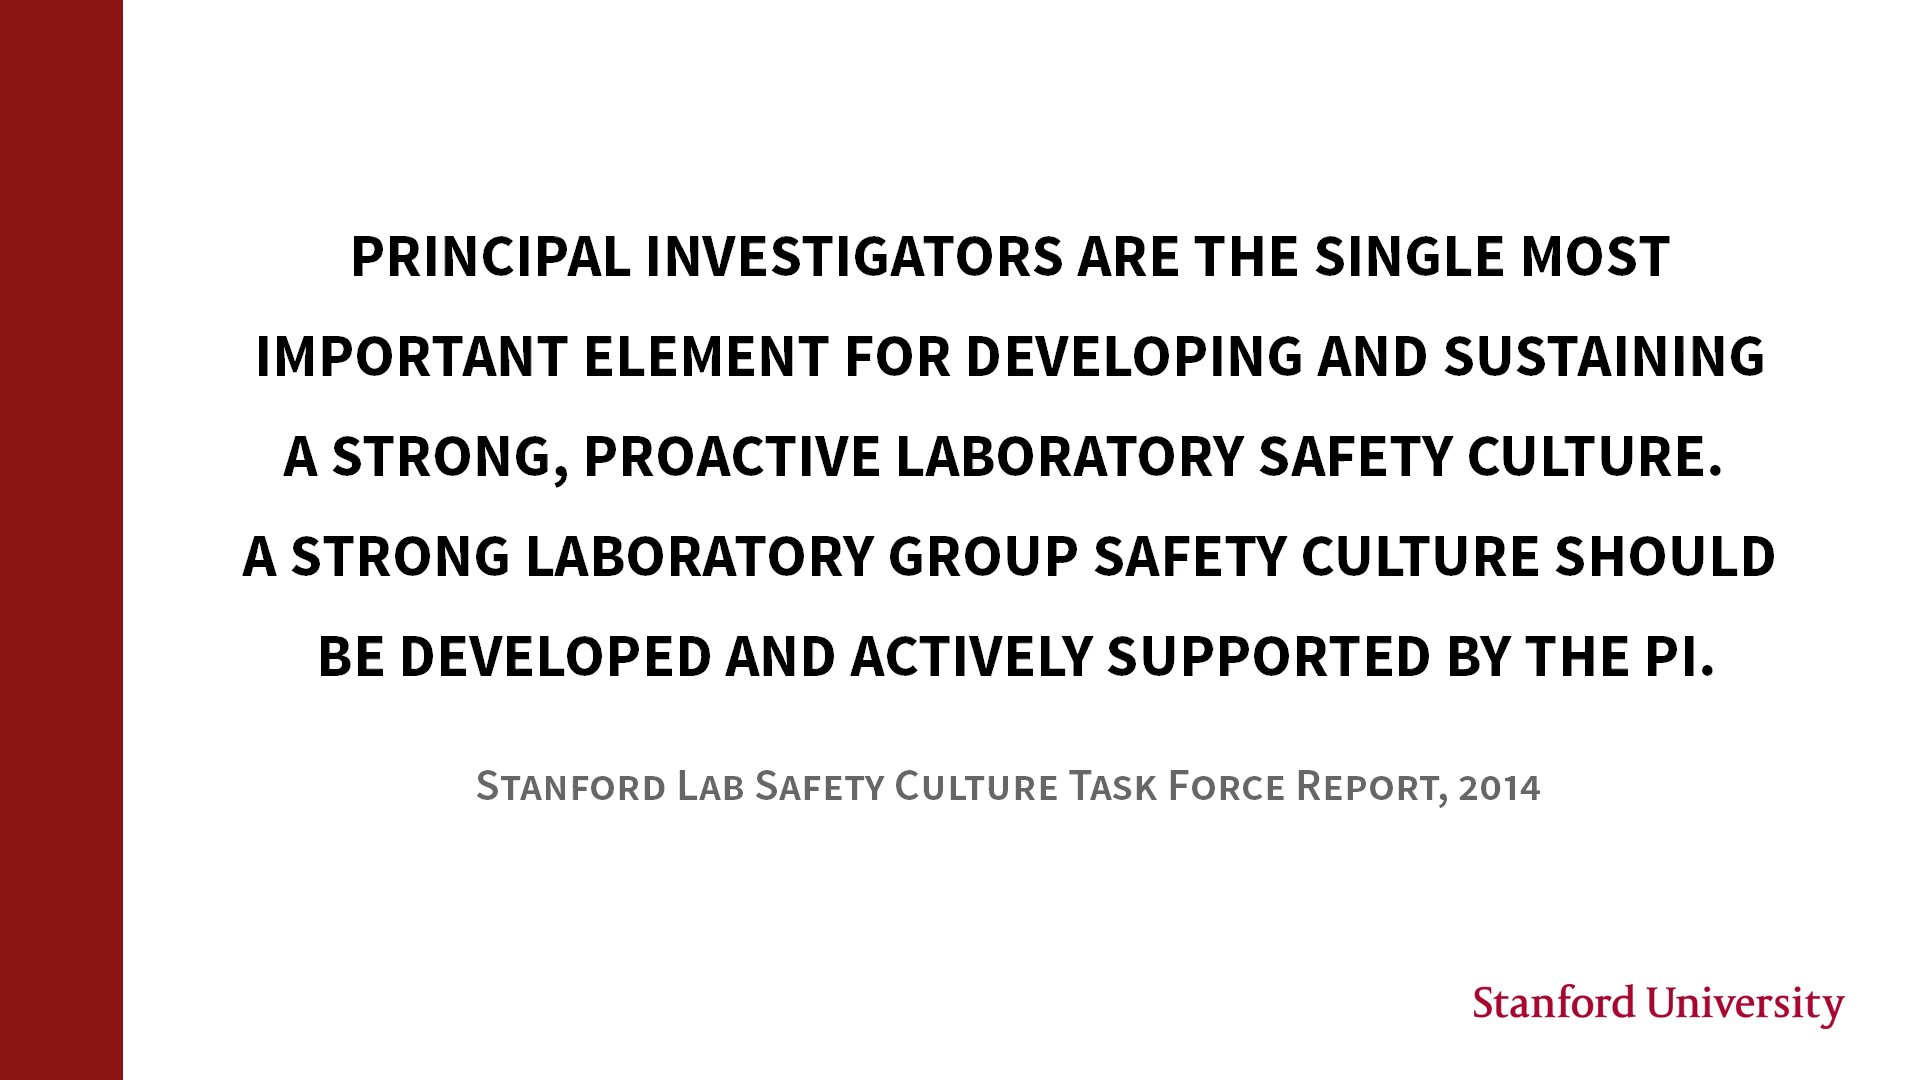 PRINCIPAL INVESTIGATORS ARE THE SINGLE MOST
IMPORTANT ELEMENT FOR DEVELOPING AND SUSTAINING
A STRONG, PROACTIVE LABORATORY SAFETY CULTURE.
A STRONG LABORATORY GROUP SAFETY CULTURE SHOULD
BE DEVELOPED AND ACTIVELY SUPPORTED BY THE PI.
Stanford Lab Safety Culture Task Force Report, 2014
Stanford University